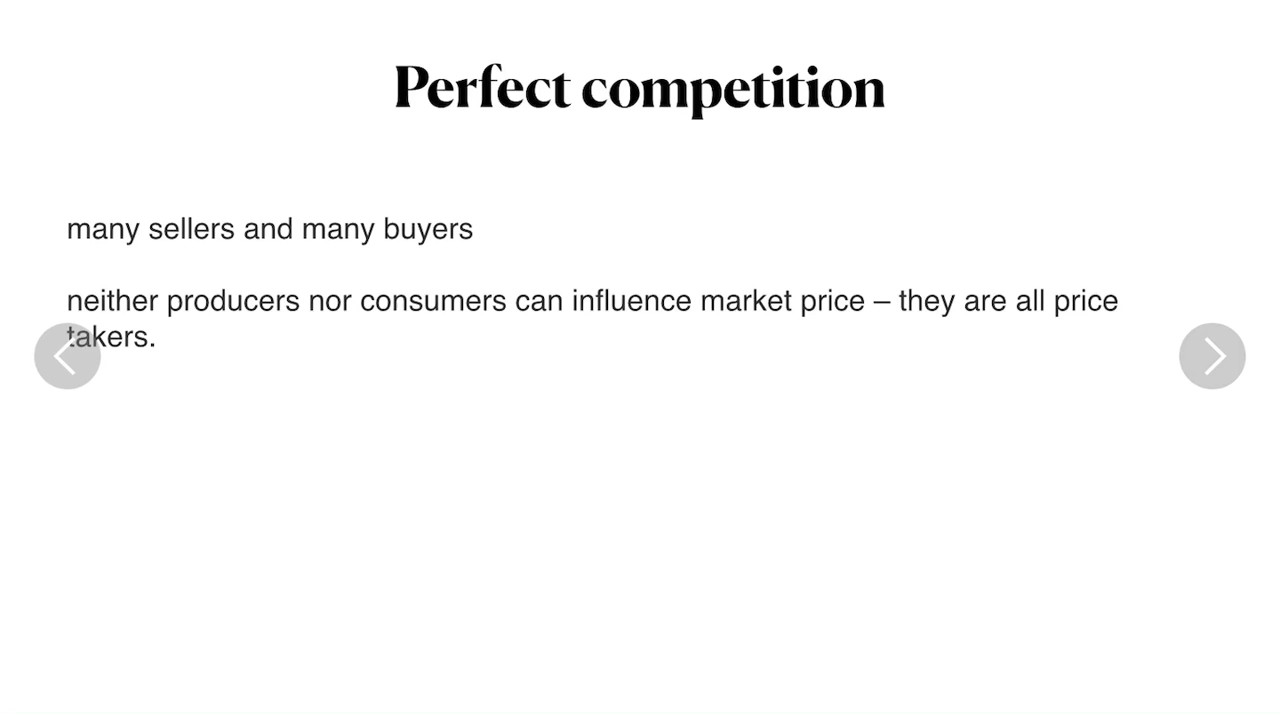 Perfect competition
many sellers and many buyers
neither producers nor consumers can influence market price – they are all price
takers.